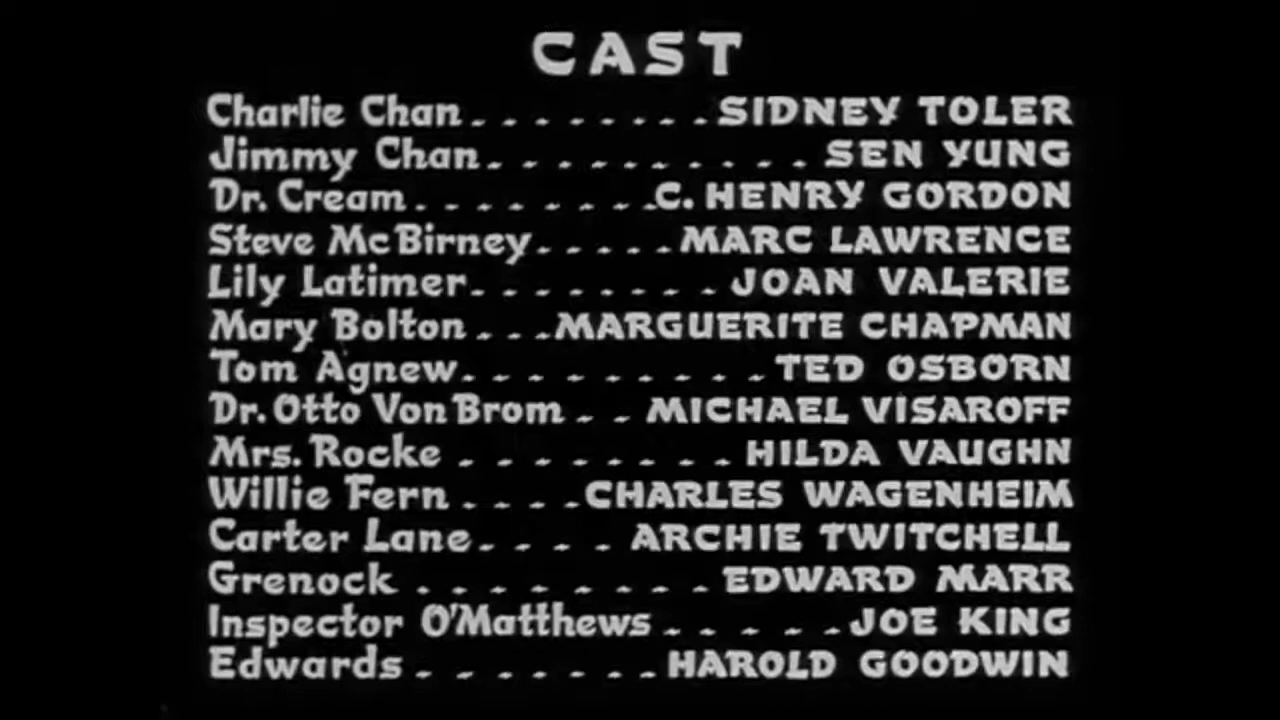 CAST
Charlie Chan........SIDNEY TOLER
Jimmy Chan..........SEN YUNG
Dr. Cream........C. HENRY GORDON
Steve McBirney.....MARC LAWRENCE
Lily Latimer........JOAN VALERIE
Mary Bolton...MARGUERITE CHAPMAN
Tom Agnew..........TED OSBORN
Dr. Otto Von Brom..MICHAEL VISAROFF
Mrs. Rocke........HILDA VAUGHN
Willie Fern....CHARLES WAGENHEIM
Carter Lane....ARCHIE TWITCHELL
Grenock.........EDWARD MARR
Inspector O'Matthews.....JOE KING
Edwards.......HAROLD GOODWIN